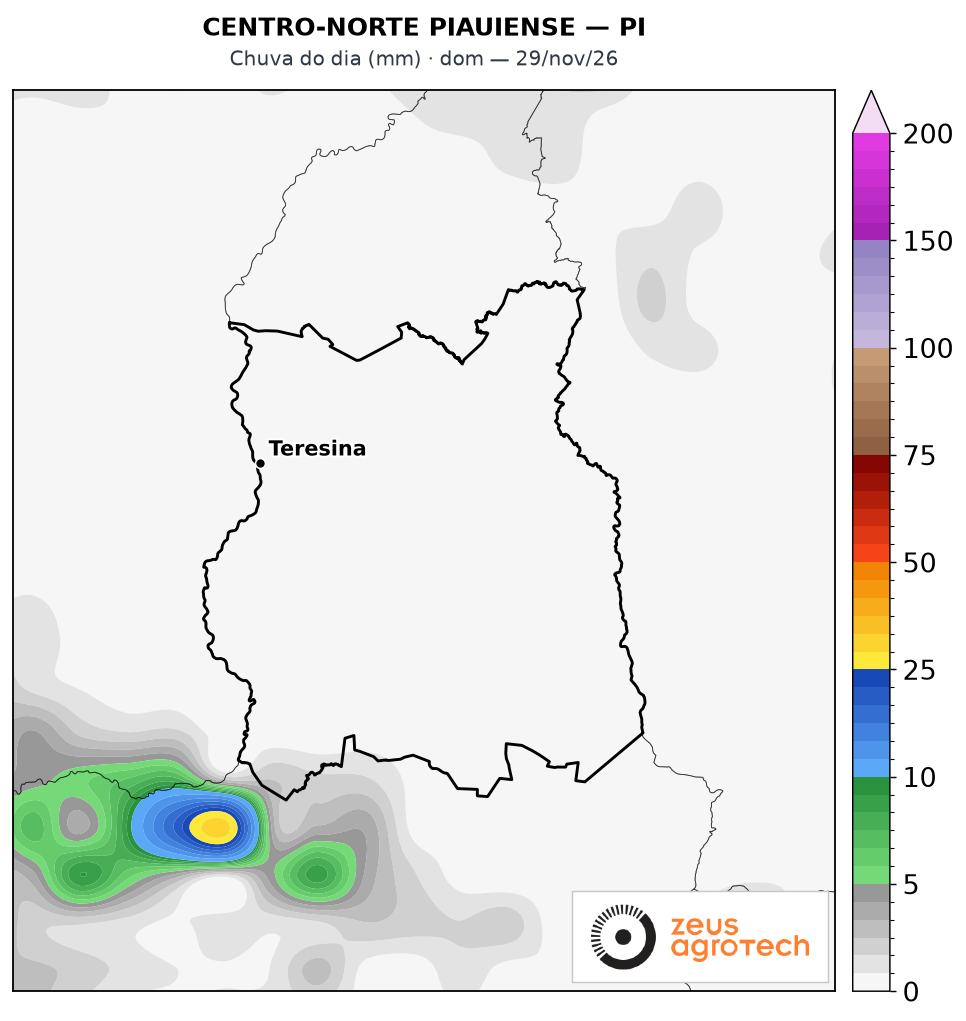 CENTRO-NORTE PIAUIENSE — PI
Chuva do dia (mm) · dom — 29/nov/26
200
150
100
75
50
25
10
5
0
Teresina
zeus
agrotech